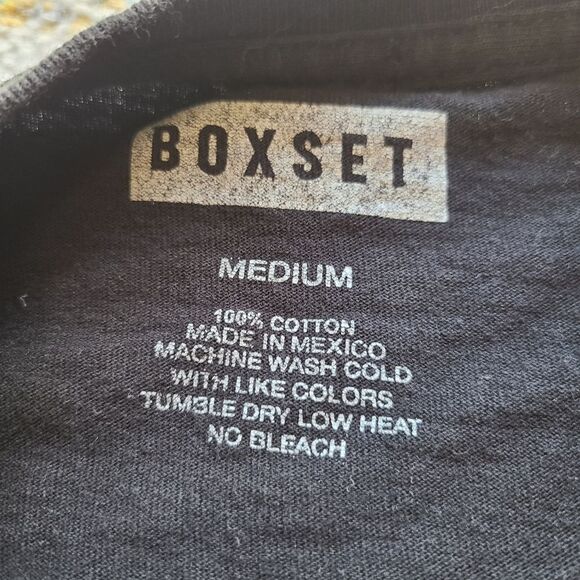 BOXSET
MEDIUM
100% COTTON
MADE IN MEXICO
MACHINE WASH COLD
WITH LIKE COLORS
TUMBLE DRY LOW HEAT
NO BLEACH